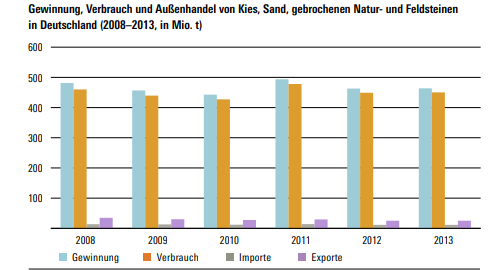 Gewinnung, Verbrauch und Außenhandel von Kies, Sand, gebrochenen Natur- und Feldsteinen
in Deutschland (2008–2013, in Mio. t)
600
500
400
300
200
100
2008 2009 2010 2011 2012 2013
Gewinnung Verbrauch Importe Exporte